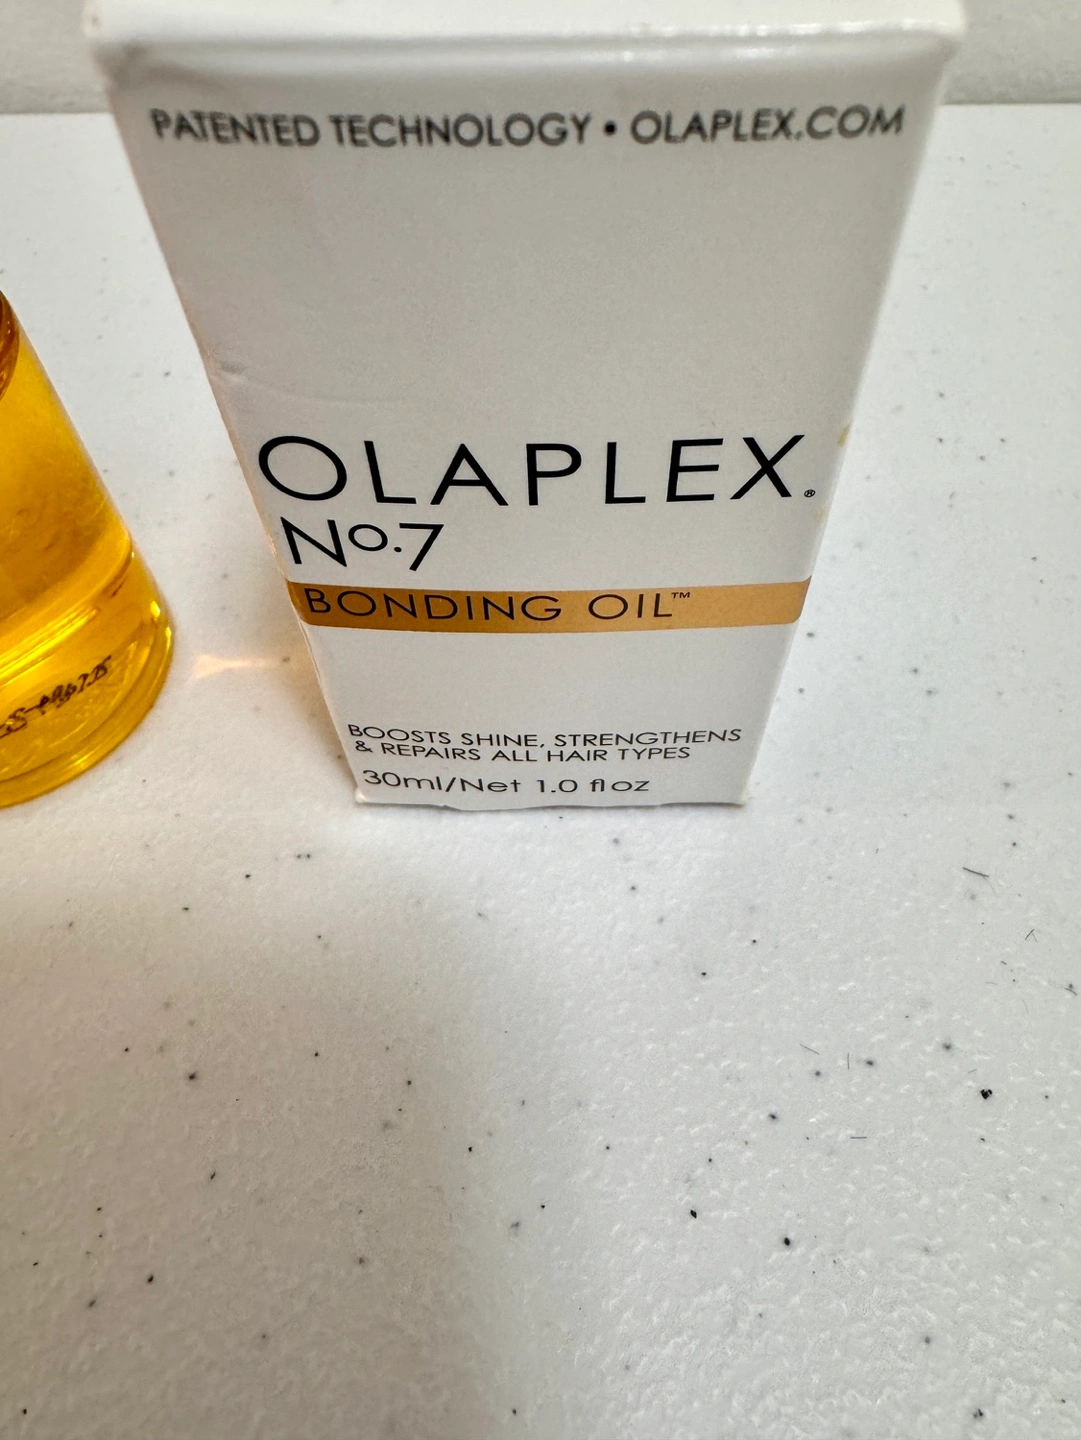 PATENTED TECHNOLOGY • OLAPLEX.COM
OLAPLEX®
Nº.7
BONDING OIL™
BOOSTS SHINE, STRENGTHENS
& REPAIRS ALL HAIR TYPES
30ml/Net 1.0 fl oz